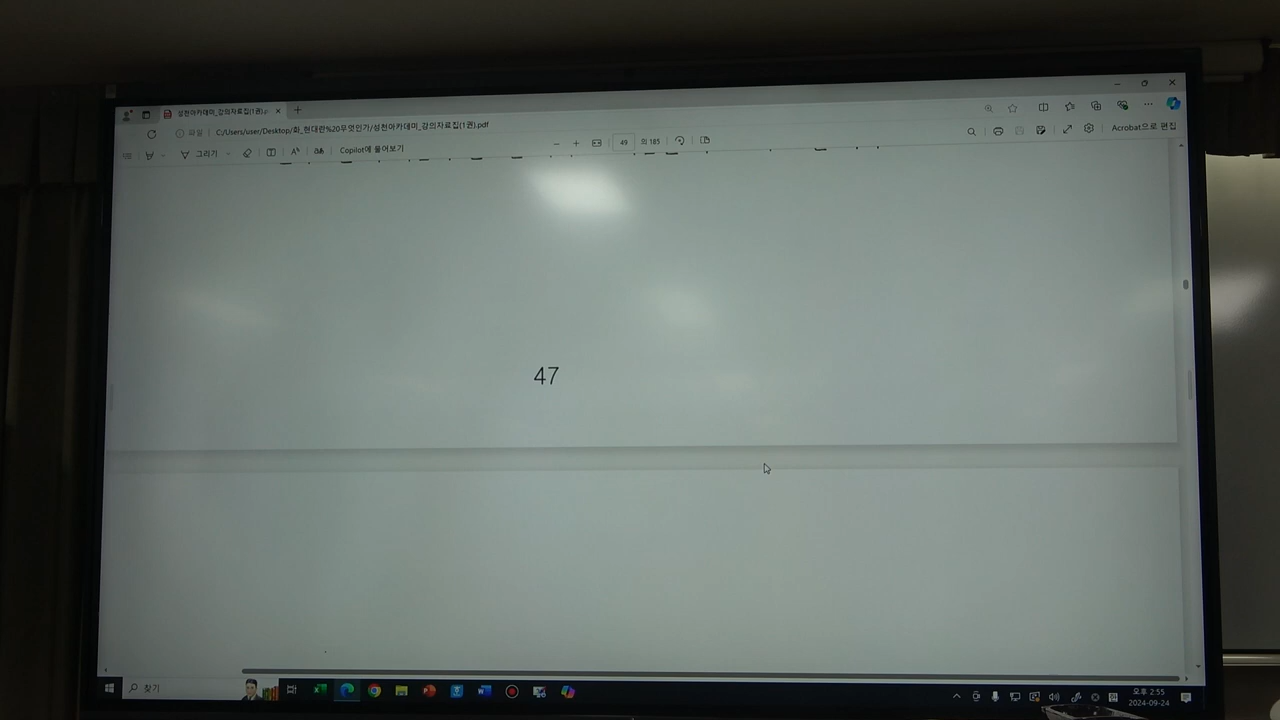 성천아카데미_강의자료집(1권).p
파일 C:/Users/user/Desktop/화_현대란%20무엇인가/성천아카데미_강의자료집(1권).pdf
Acrobat으로 편집
그리기 Copilot에 물어보기 49 의 185
47
찾기
오후 2:55
2024-09-24